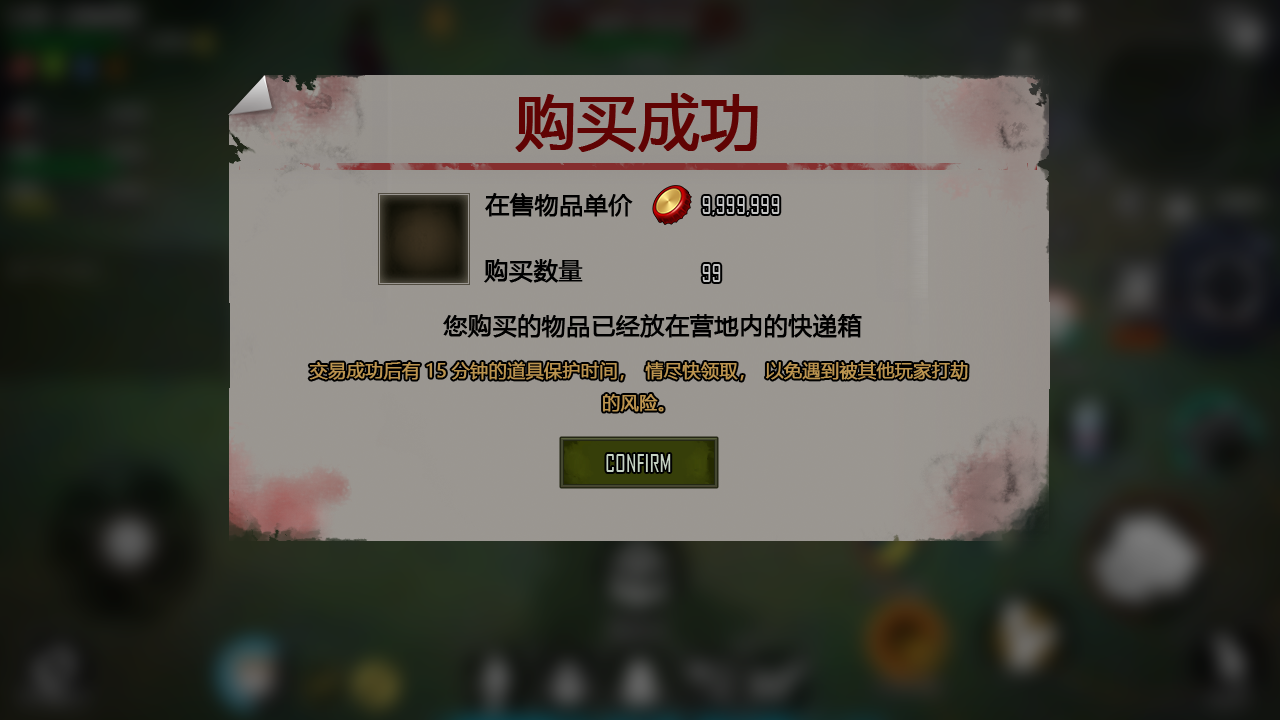 购买成功
在售物品单价 9,999,999
购买数量 99
您购买的物品已经放在营地内的快递箱
交易成功后有 15 分钟的道具保护时间， 情尽快领取， 以免遇到被其他玩家打劫
的风险。
CONFIRM